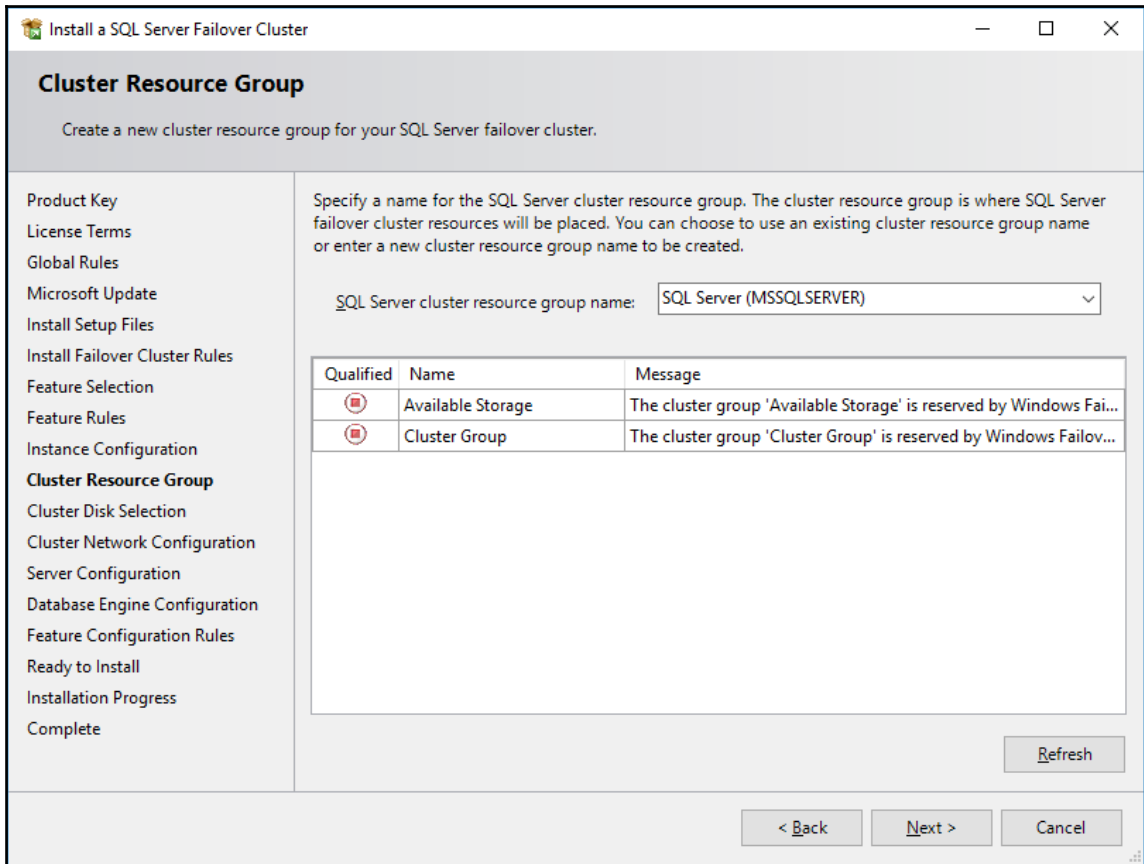 Install a SQL Server Failover Cluster
Cluster Resource Group
Create a new cluster resource group for your SQL Server failover cluster.
Product Key
License Terms
Global Rules
Microsoft Update
Install Setup Files
Install Failover Cluster Rules
Feature Selection
Feature Rules
Instance Configuration
Cluster Resource Group
Cluster Disk Selection
Cluster Network Configuration
Server Configuration
Database Engine Configuration
Feature Configuration Rules
Ready to Install
Installation Progress
Complete
Specify a name for the SQL Server cluster resource group. The cluster resource group is where SQL Server
failover cluster resources will be placed. You can choose to use an existing cluster resource group name
or enter a new cluster resource group name to be created.
SQL Server cluster resource group name: SQL Server (MSSQLSERVER)
Qualified Name Message
Available Storage The cluster group 'Available Storage' is reserved by Windows Fai...
Cluster Group The cluster group 'Cluster Group' is reserved by Windows Failov...
Refresh
< Back Next > Cancel